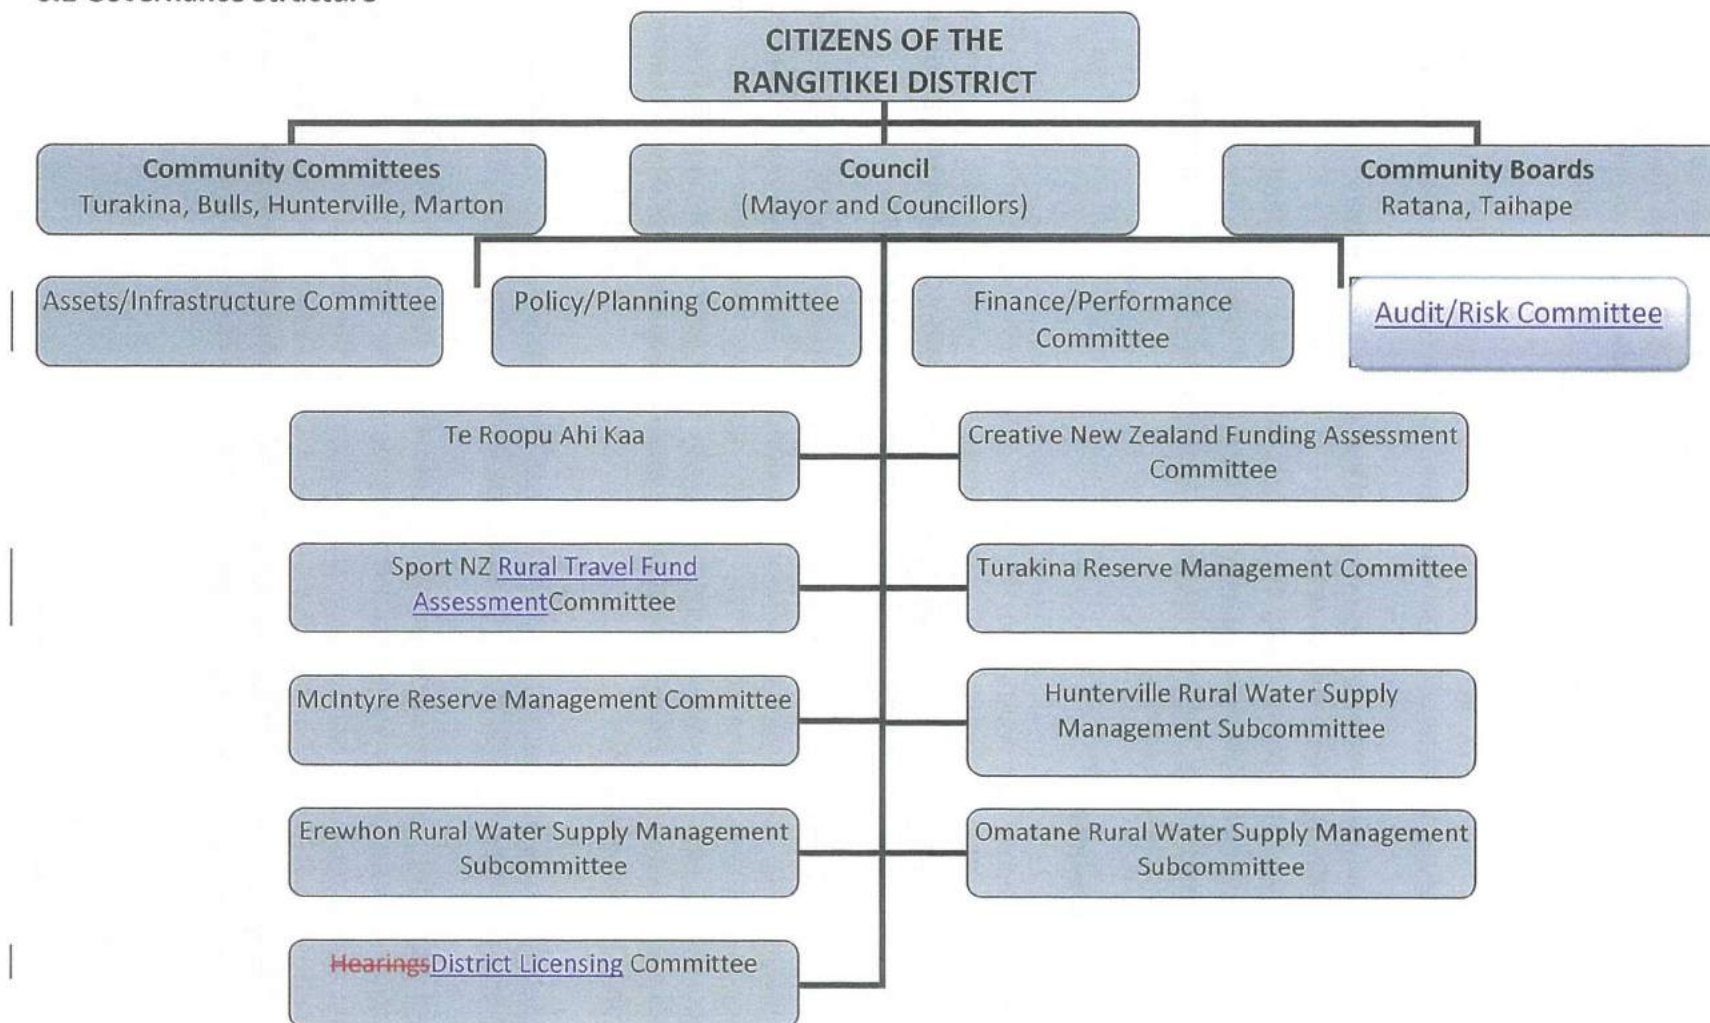 CITIZENS OF THE
RANGITIKEI DISTRICT
Community Committees
Turakina, Bulls, Hunterville, Marton
Council
(Mayor and Councillors)
Community Boards
Ratana, Taihape
Assets/Infrastructure Committee
Policy/Planning Committee
Finance/Performance
Committee
Audit/Risk Committee
Te Roopu Ahi Kaa
Creative New Zealand Funding Assessment
Committee
Sport NZ Rural Travel Fund
AssessmentCommittee
Turakina Reserve Management Committee
McIntyre Reserve Management Committee
Hunterville Rural Water Supply
Management Subcommittee
Erewhon Rural Water Supply Management
Subcommittee
Omatane Rural Water Supply Management
Subcommittee
HearingsDistrict Licensing Committee